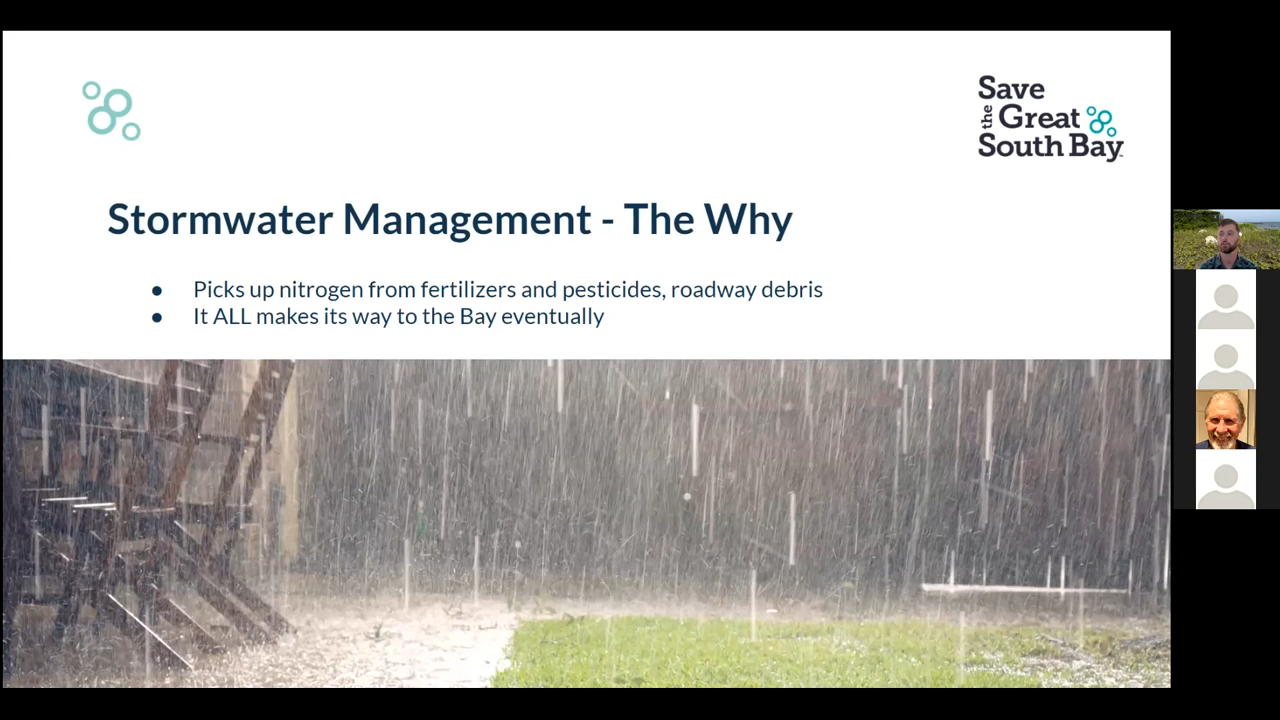 Save
the Great
South Bay™
Stormwater Management - The Why
● Picks up nitrogen from fertilizers and pesticides, roadway debris
● It ALL makes its way to the Bay eventually